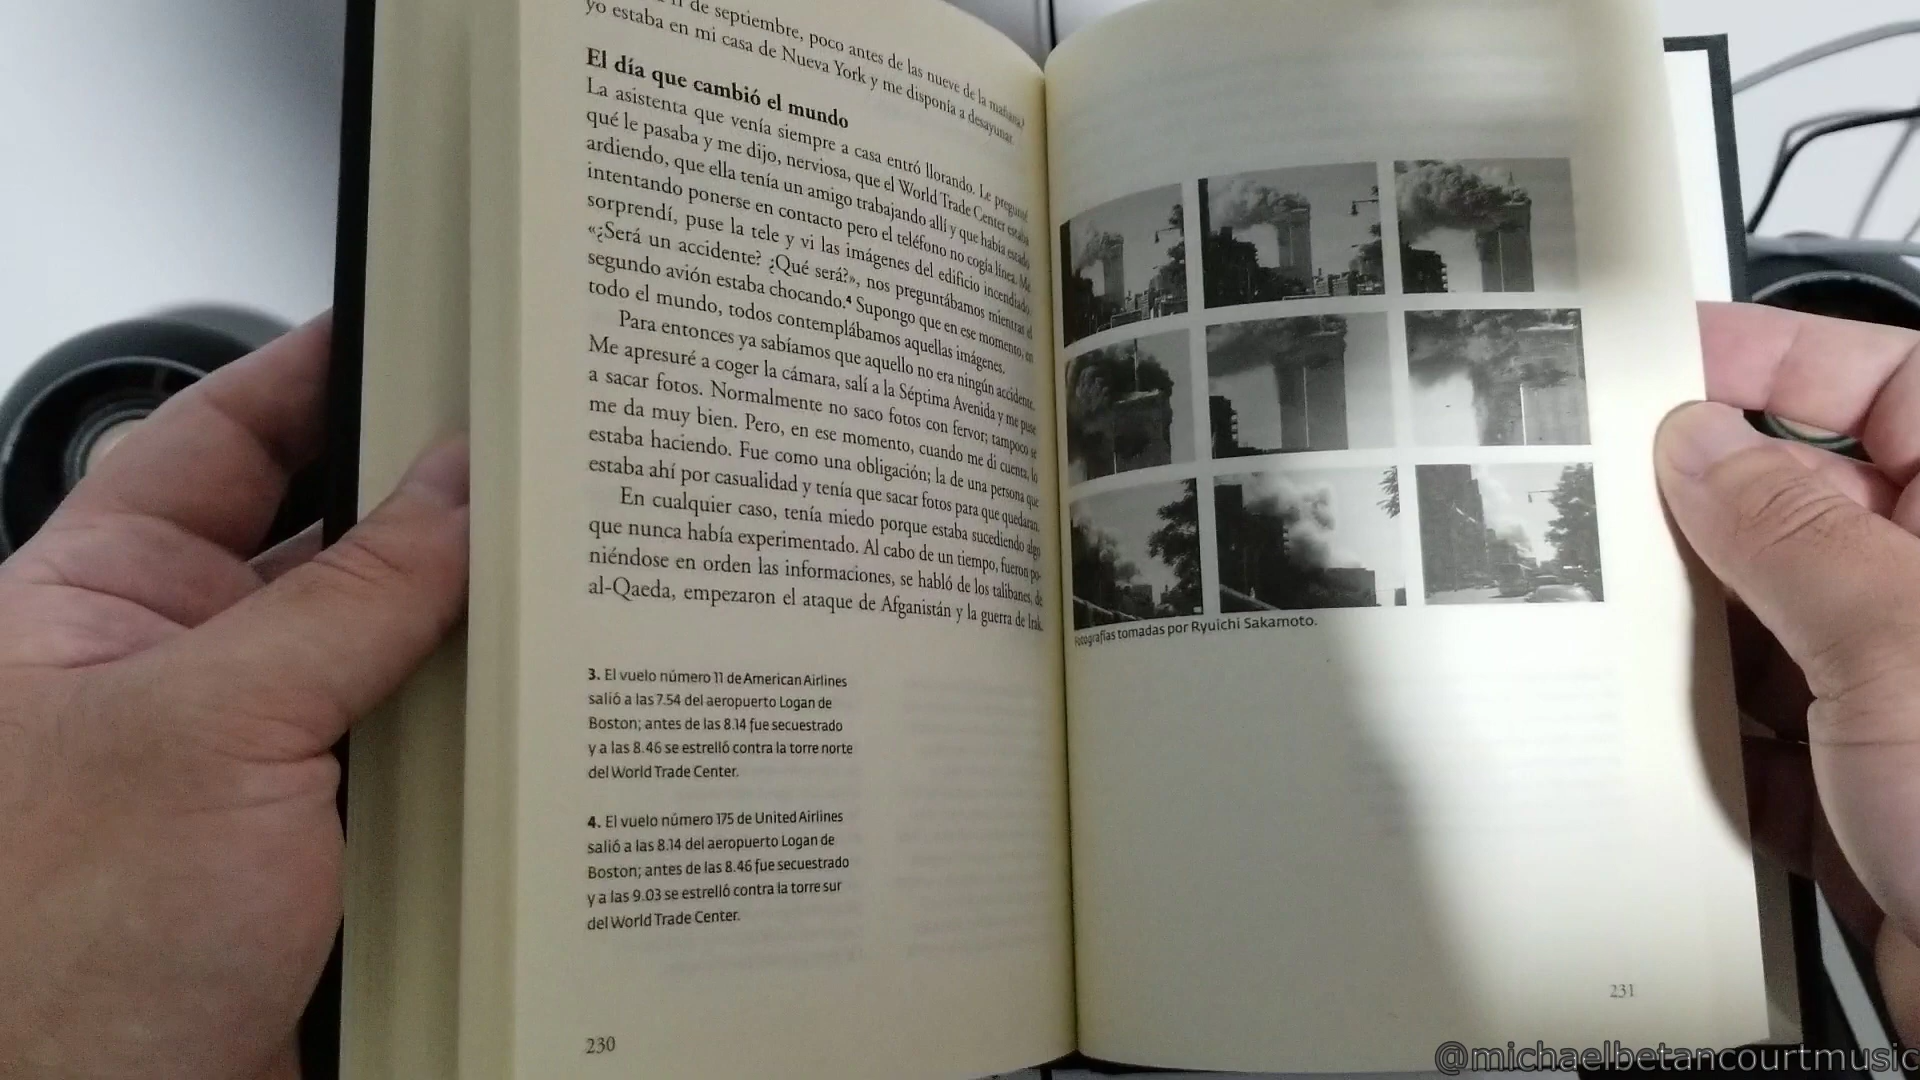 11 de septiembre, poco antes de las nueve de la mañana,³
yo estaba en mi casa de Nueva York y me disponía a desayunar.
El día que cambió el mundo
La asistenta que venía siempre a casa entró llorando. Le pregunté
qué le pasaba y me dijo, nerviosa, que el World Trade Center estaba
ardiendo, que ella tenía un amigo trabajando allí y que había estado
intentando ponerse en contacto pero el teléfono no cogía línea. Me
sorprendí, puse la tele y vi las imágenes del edificio incendiado.
«¿Será un accidente? ¿Qué será?», nos preguntábamos mientras el
segundo avión estaba chocando.⁴ Supongo que en ese momento, en
todo el mundo, todos contemplábamos aquellas imágenes.
Para entonces ya sabíamos que aquello no era ningún accidente.
Me apresuré a coger la cámara, salí a la Séptima Avenida y me puse
a sacar fotos. Normalmente no saco fotos con fervor; tampoco se
me da muy bien. Pero, en ese momento, cuando me di cuenta, lo
estaba haciendo. Fue como una obligación; la de una persona que
estaba ahí por casualidad y tenía que sacar fotos para que quedaran.
En cualquier caso, tenía miedo porque estaba sucediendo algo
que nunca había experimentado. Al cabo de un tiempo, fueron po-
niéndose en orden las informaciones, se habló de los talibanes, de
al-Qaeda, empezaron el ataque de Afganistán y la guerra de Irak.
3. El vuelo número 11 de American Airlines
salió a las 7.54 del aeropuerto Logan de
Boston; antes de las 8.14 fue secuestrado
y a las 8.46 se estrelló contra la torre norte
del World Trade Center.
4. El vuelo número 175 de United Airlines
salió a las 8.14 del aeropuerto Logan de
Boston; antes de las 8.46 fue secuestrado
y a las 9.03 se estrelló contra la torre sur
del World Trade Center.
230
Fotografías tomadas por Ryuichi Sakamoto.
231
@michaelbetancourtmusic